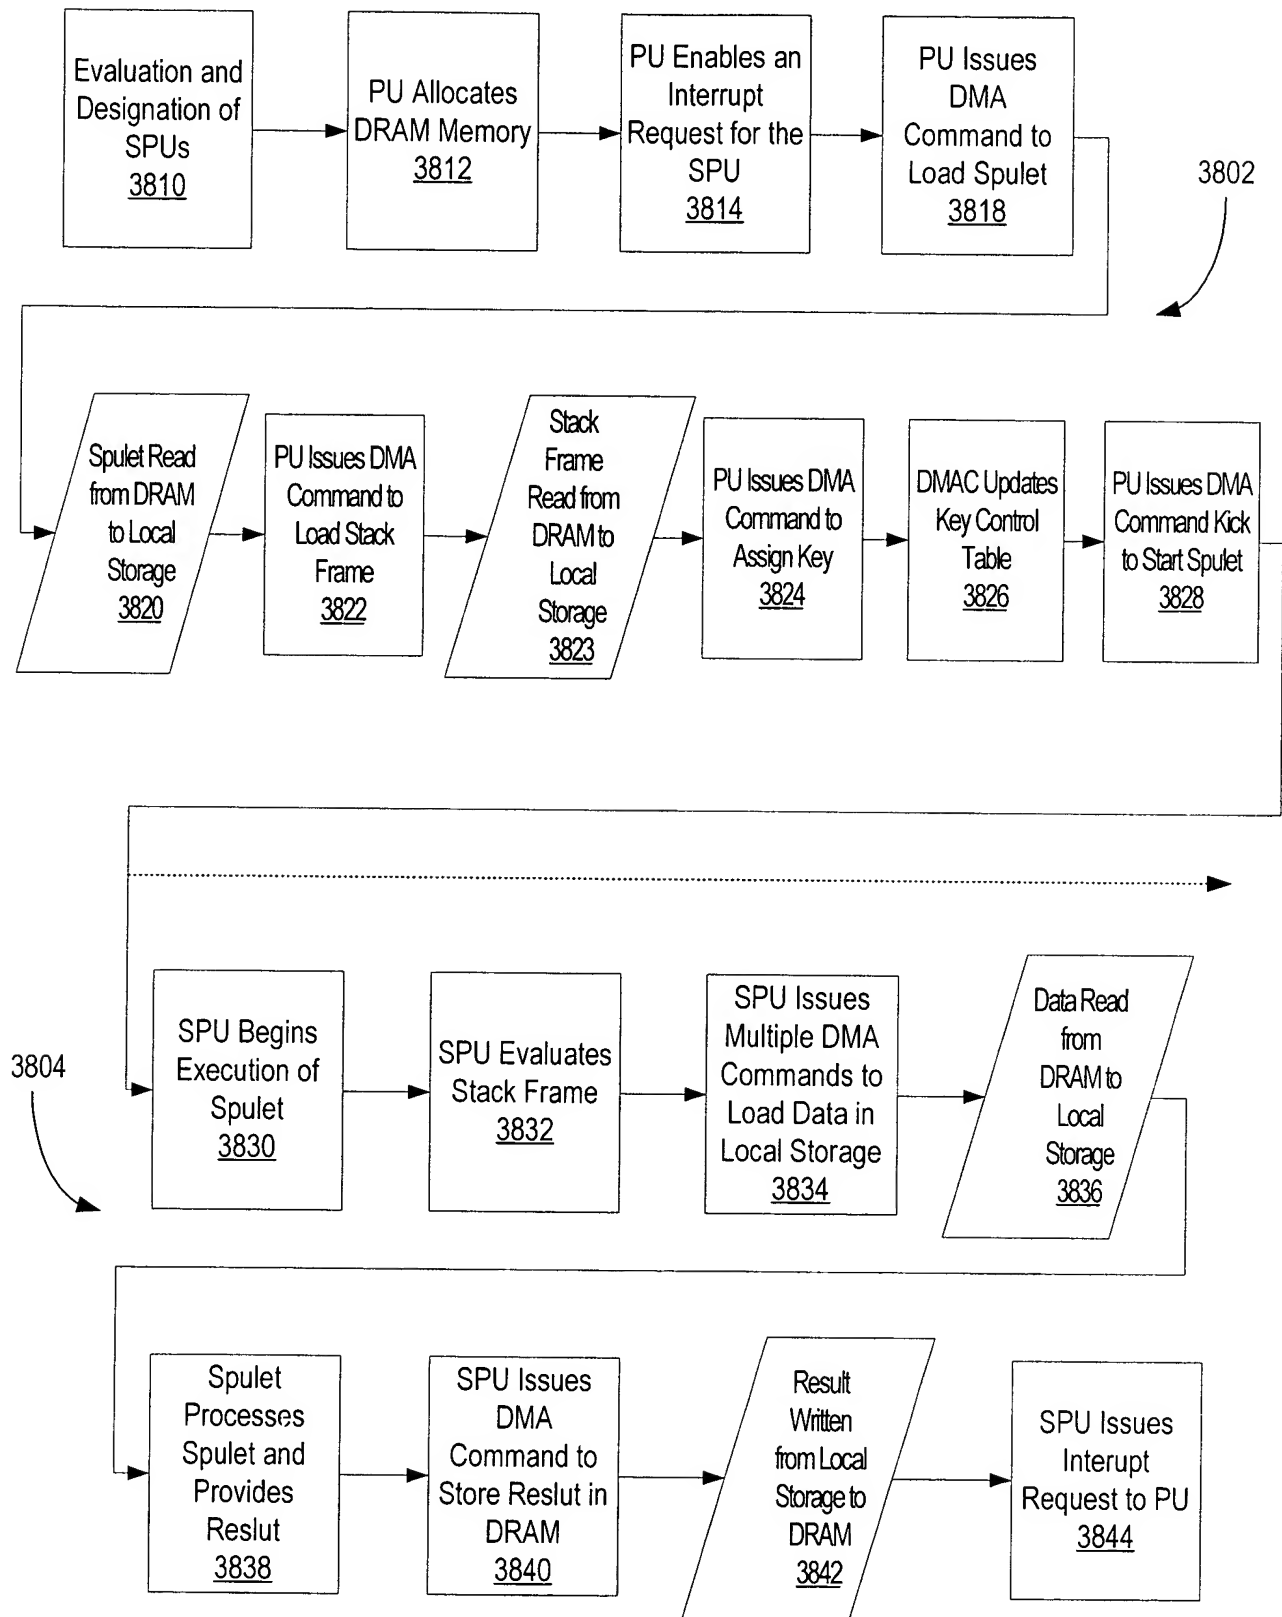 Evaluation and
Designation of
SPUs
3810
PU Allocates
DRAM Memory
3812
PU Enables an
Interrupt
Request for the
SPU
3814
PU Issues
DMA
Command to
Load Spulet
3818
3802
Spulet Read
from DRAM
to Local
Storage
3820
PU Issues DMA
Command to
Load Stack
Frame
3822
Stack
Frame
Read from
DRAM to
Local
Storage
3823
PU Issues DMA
Command to
Assign Key
3824
DMAC Updates
Key Control
Table
3826
PU Issues DMA
Command Kick
to Start Spulet
3828
3804
SPU Begins
Execution of
Spulet
3830
SPU Evaluates
Stack Frame
3832
SPU Issues
Multiple DMA
Commands to
Load Data in
Local Storage
3834
Data Read
from
DRAM to
Local
Storage
3836
Spulet
Processes
Spulet and
Provides
Reslut
3838
SPU Issues
DMA
Command to
Store Reslut in
DRAM
3840
Result
Written
from Local
Storage to
DRAM
3842
SPU Issues
Interupt
Request to PU
3844